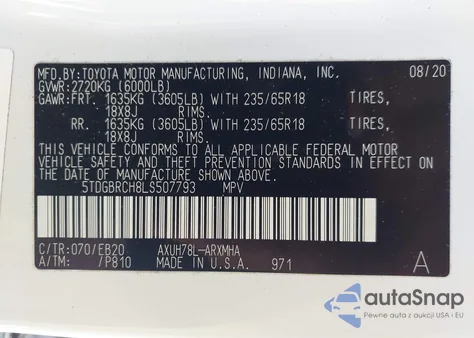 MFD.BY:TOYOTA MOTOR MANUFACTURING, INDIANA, INC. 08/20
GVWR:2720KG (6000LB)
GAWR:FRT. 1635KG (3605LB) WITH 235/65R18 TIRES,
18X8J RIMS.
RR. 1635KG (3605LB) WITH 235/65R18 TIRES,
18X8J RIMS.
THIS VEHICLE CONFORMS TO ALL APPLICABLE FEDERAL MOTOR
VEHICLE SAFETY AND THEFT PREVENTION STANDARDS IN EFFECT ON
THE DATE OF MANUFACTURE SHOWN ABOVE.
5TDGBRCH8LS507793 MPV
C/TR:070/EB20 AXUH78L-ARXMHA
A/TM: /P810 MADE IN U.S.A. 971 A
autoSnap
Pewne auta z aukcji USA i EU